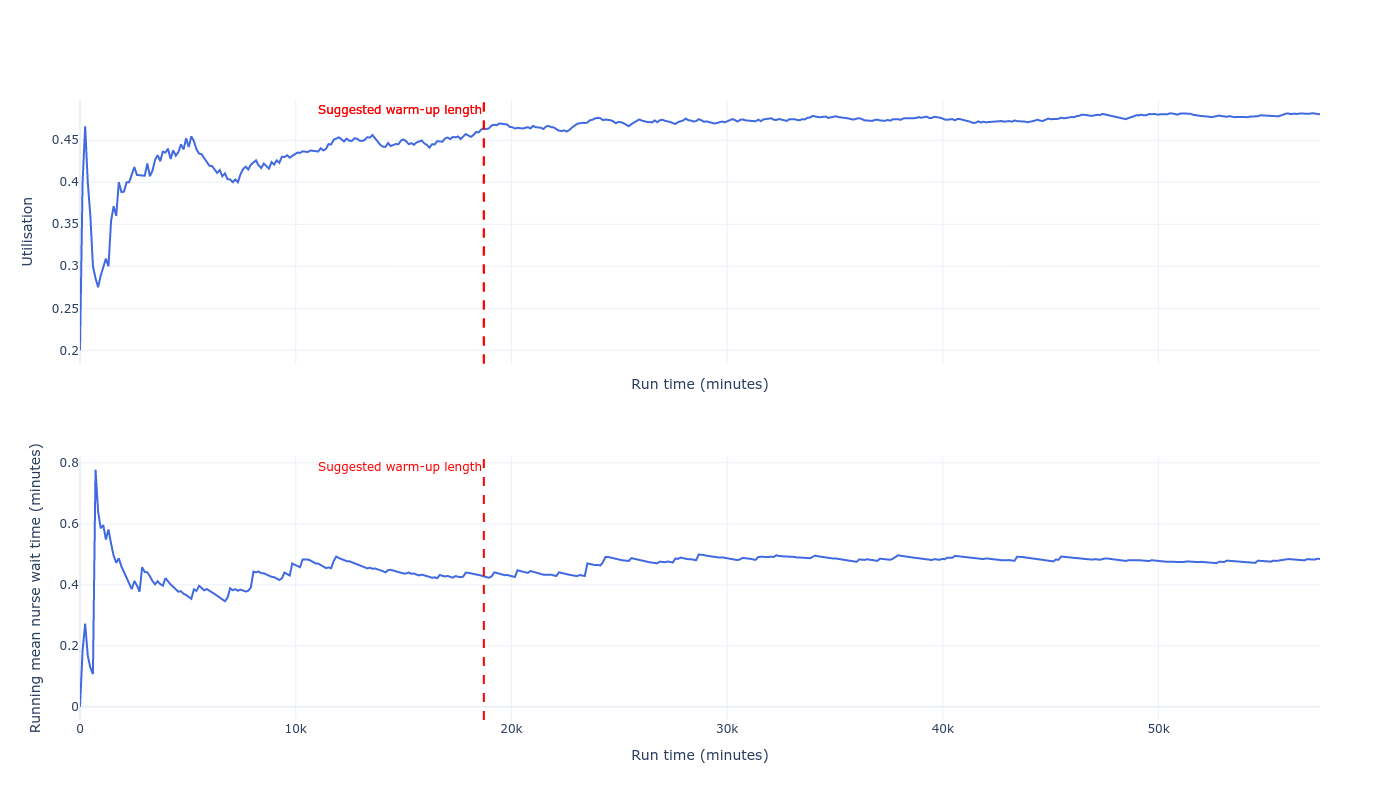 Suggested warm-up length
0.45
0.4
0.35
0.3
0.25
0.2
Utilisation
Run time (minutes)
Suggested warm-up length
0.8
0.6
0.4
0.2
0
Running mean nurse wait time (minutes)
0
10k
20k
30k
40k
50k
Run time (minutes)